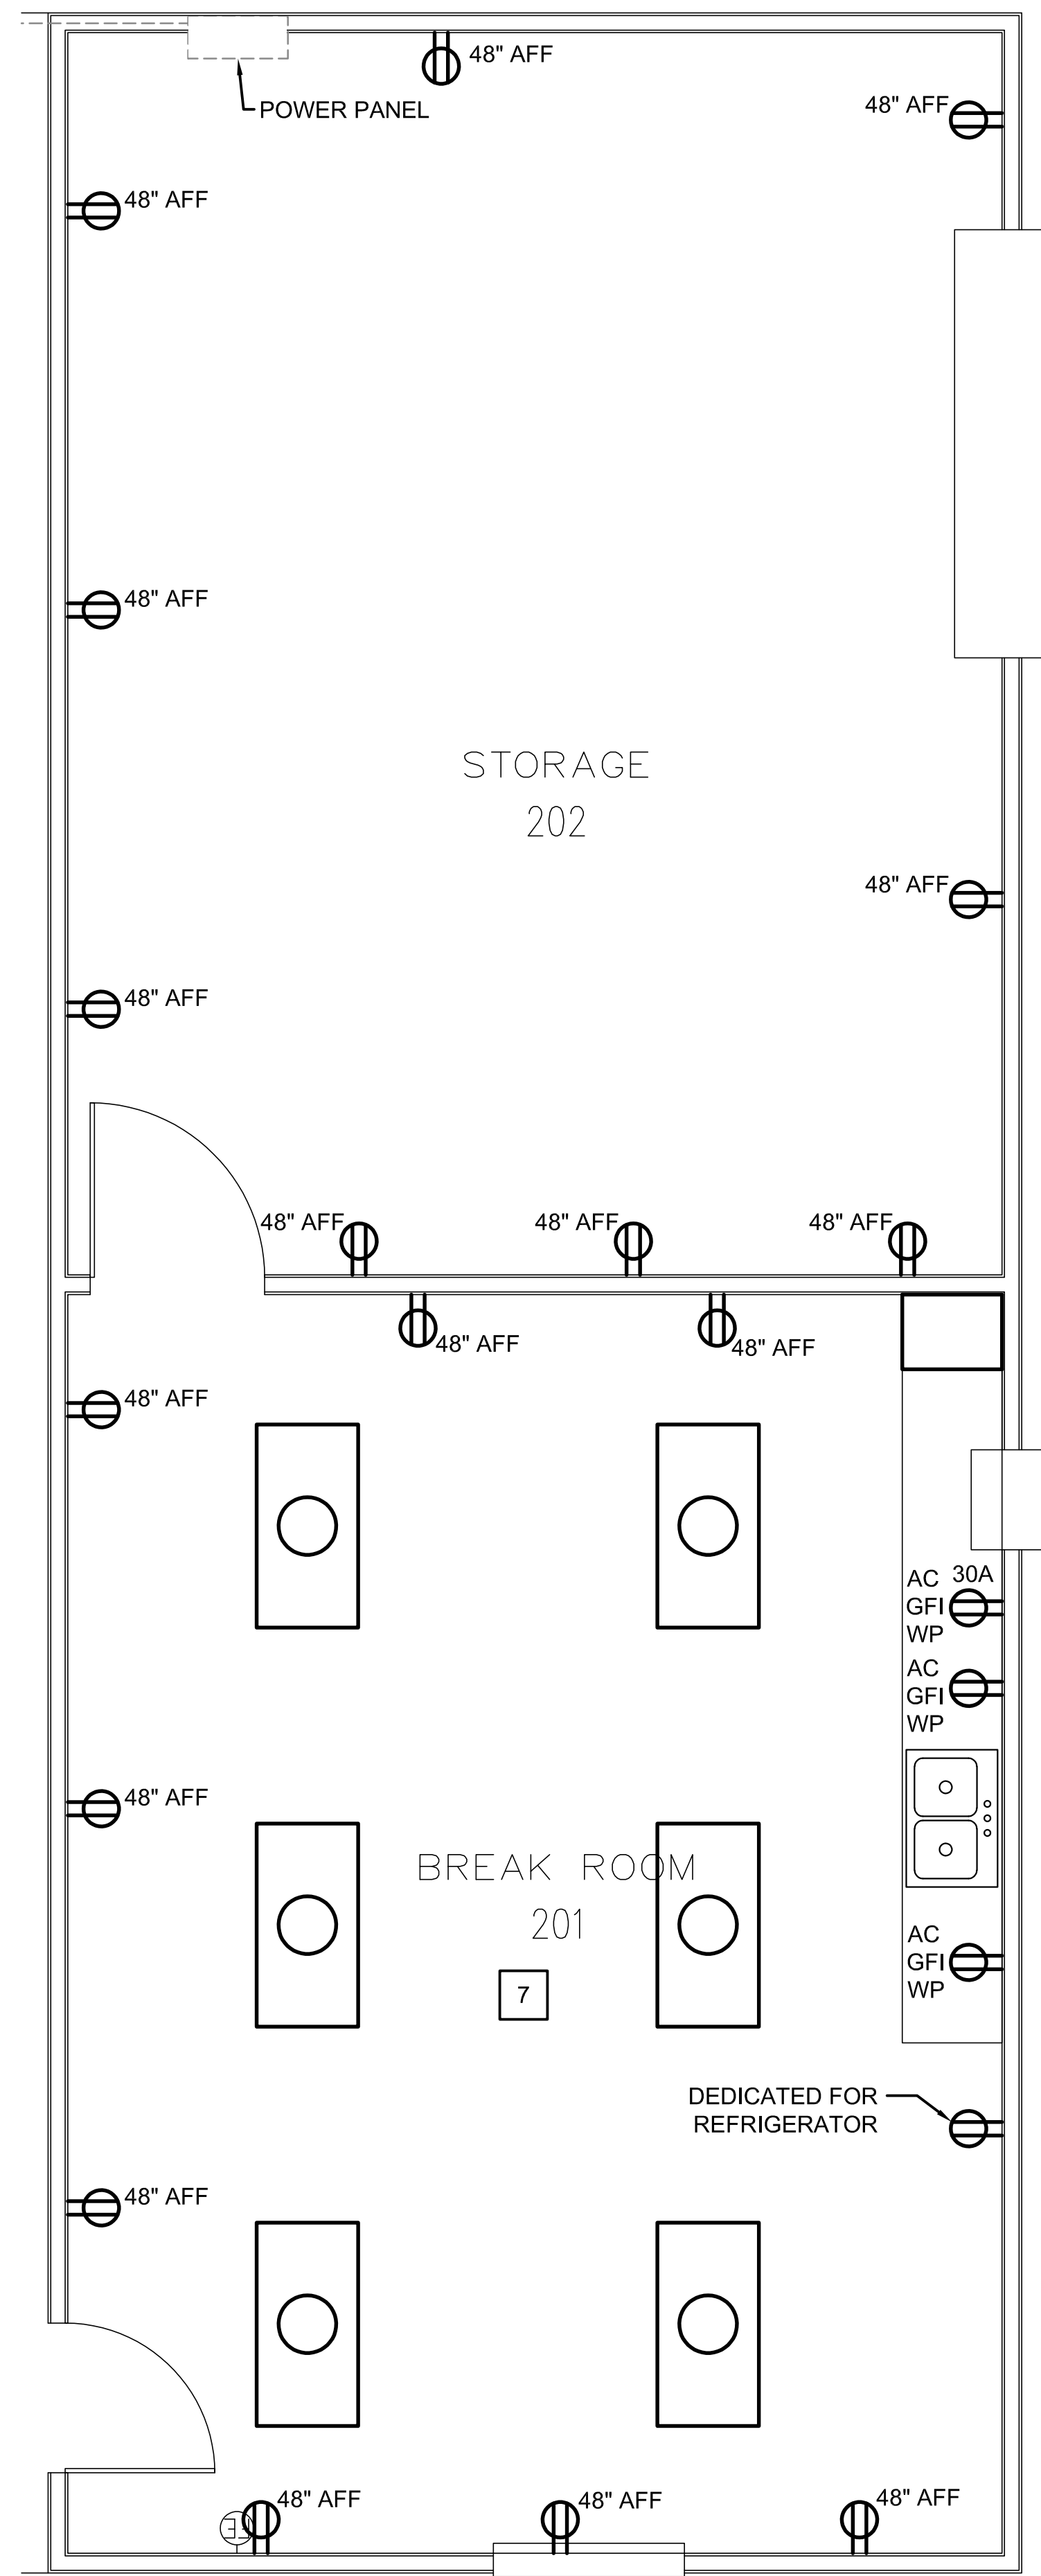 48" AFF
POWER PANEL
48" AFF
48" AFF
48" AFF
STORAGE
202
48" AFF
48" AFF
48" AFF
48" AFF
48" AFF
48" AFF
48" AFF
48" AFF
AC 30A
GFI
WP
AC
GFI
WP
48" AFF
BREAK ROOM
201
7
AC
GFI
WP
DEDICATED FOR
REFRIGERATOR
48" AFF
48" AFF
48" AFF
48" AFF
FE